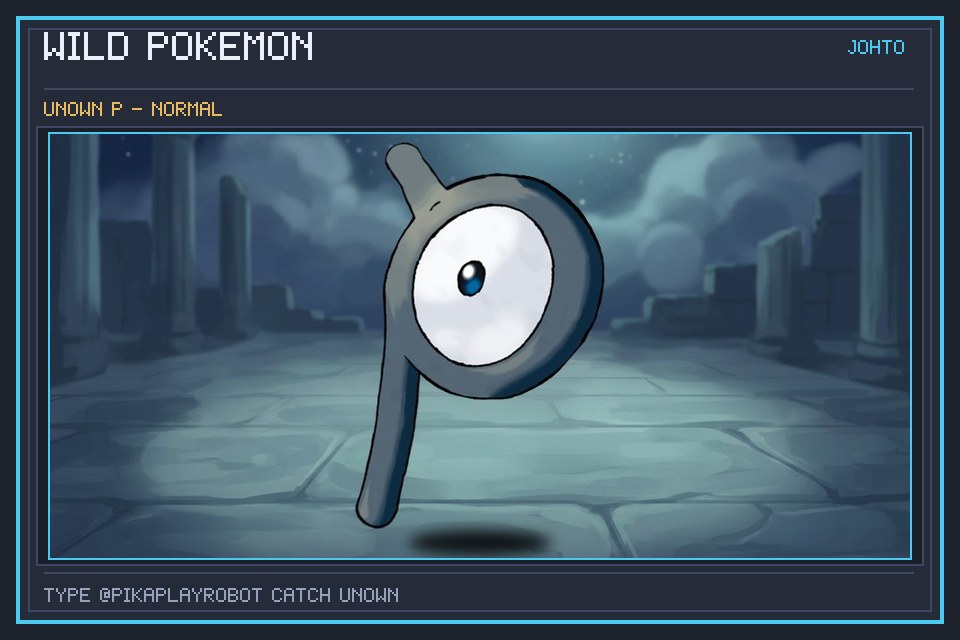 WILD POKEMON
JOHTO
UNOWN P - NORMAL
TYPE @PIKAPLAYROBOT CATCH UNOWN